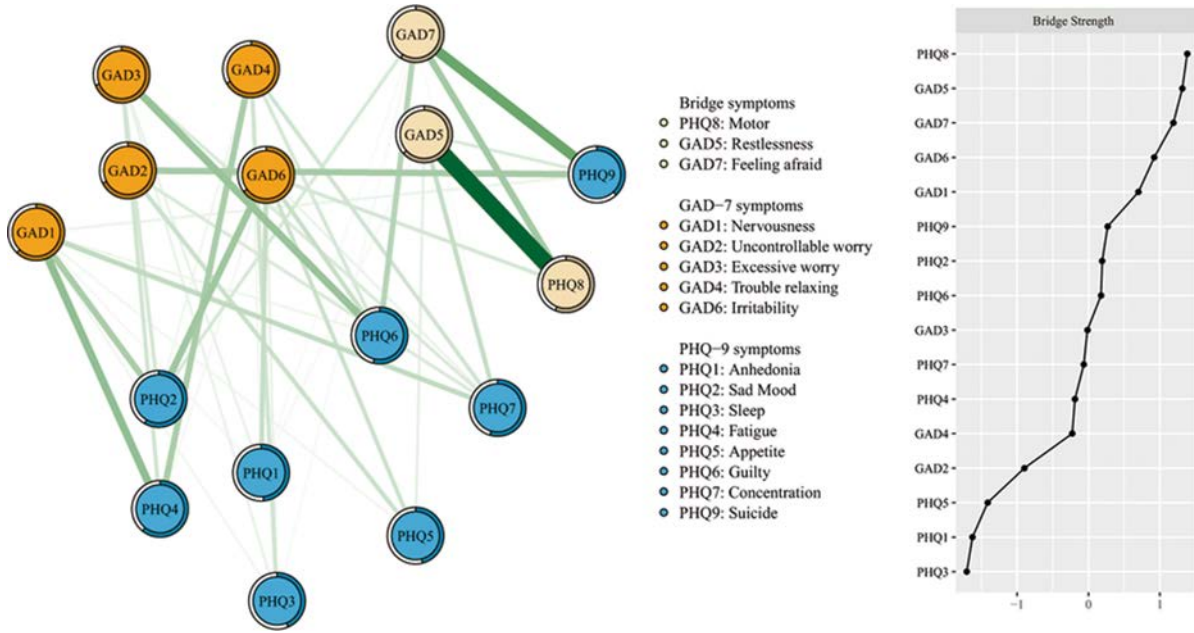 GAD7
GAD3
GAD4
GAD5
GAD2
GAD6
PHQ9
GAD1
PHQ8
PHQ6
PHQ2
PHQ7
PHQ1
PHQ4
PHQ5
PHQ3
Bridge symptoms
PHQ8: Motor
GAD5: Restlessness
GAD7: Feeling afraid
GAD−7 symptoms
GAD1: Nervousness
GAD2: Uncontrollable worry
GAD3: Excessive worry
GAD4: Trouble relaxing
GAD6: Irritability
PHQ−9 symptoms
PHQ1: Anhedonia
PHQ2: Sad Mood
PHQ3: Sleep
PHQ4: Fatigue
PHQ5: Appetite
PHQ6: Guilty
PHQ7: Concentration
PHQ9: Suicide
Bridge Strength
PHQ8
GAD5
GAD7
GAD6
GAD1
PHQ9
PHQ2
PHQ6
GAD3
PHQ7
PHQ4
GAD4
GAD2
PHQ5
PHQ1
PHQ3
−1 0 1